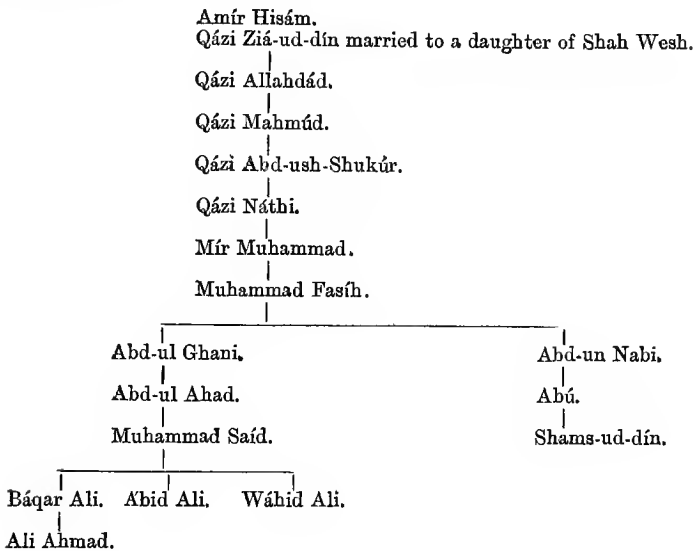 Amír Hisám.
Qázi Ziá-ud-dín married to a daughter of Shah Wesh.
Qázi Allahdád.
Qázi Mahmúd.
Qázi Abd-ush-Shukúr.
Qázi Náthi.
Mír Muhammad.
Muhammad Fasíh.
Abd-ul Ghani. Abd-un Nabi.
Abd-ul Ahad. Abú.
Muhammad Saíd. Shams-ud-dín.
Báqar Ali. Ábid Ali. Wáhid Ali.
Ali Ahmad.